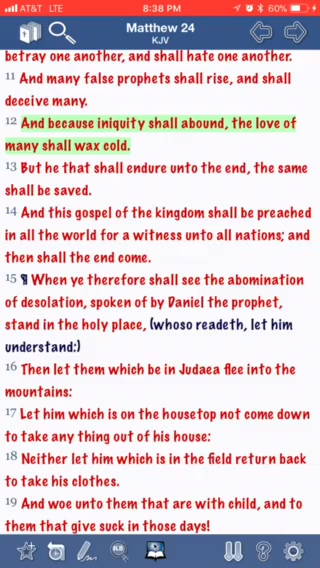 AT&T LTE 8:38 PM 60%
Matthew 24
KJV
betray one another, and shall hate one another.
11 And many false prophets shall rise, and shall
deceive many.
12 And because iniquity shall abound, the love of
many shall wax cold.
13 But he that shall endure unto the end, the same
shall be saved.
14 And this gospel of the kingdom shall be preached
in all the world for a witness unto all nations; and
then shall the end come.
15 ¶ When ye therefore shall see the abomination
of desolation, spoken of by Daniel the prophet,
stand in the holy place, (whoso readeth, let him
understand:)
16 Then let them which be in Judaea flee into the
mountains:
17 Let him which is on the housetop not come down
to take any thing out of his house:
18 Neither let him which is in the field return back
to take his clothes.
19 And woe unto them that are with child, and to
them that give suck in those days!